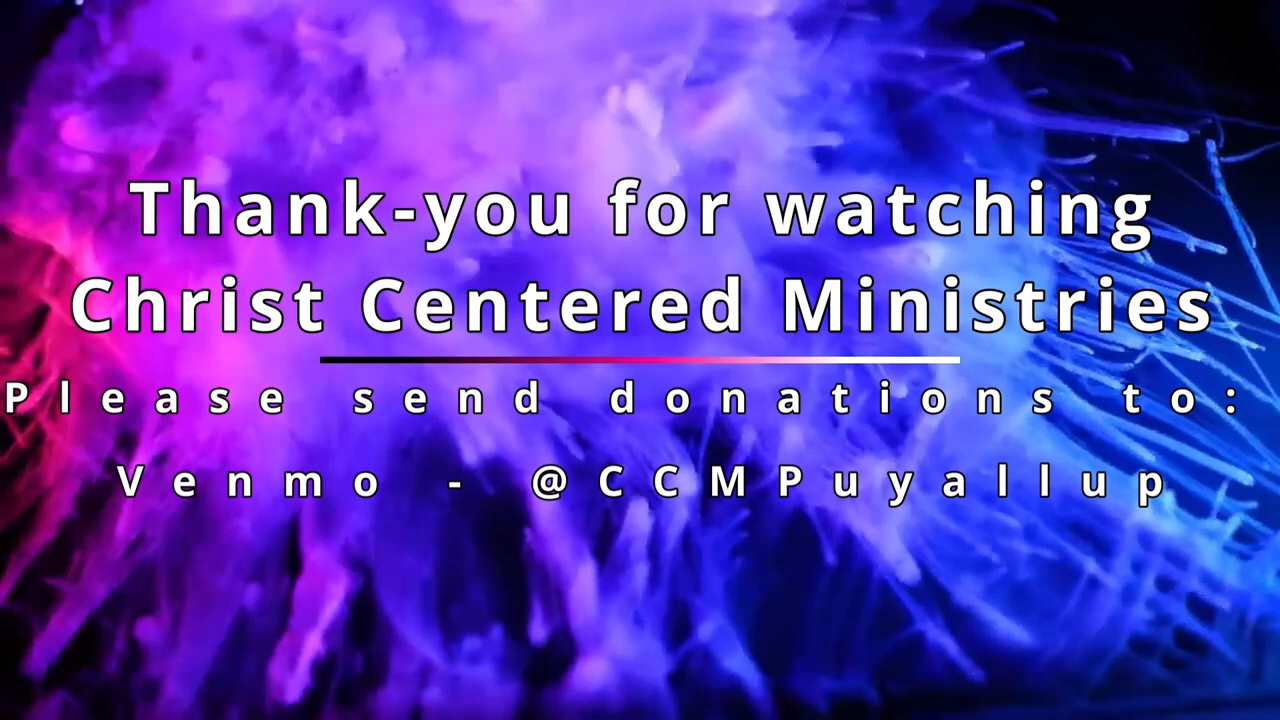 Thank-you for watching
Christ Centered Ministries
Please send donations to:
Venmo - @CCMPuyallup